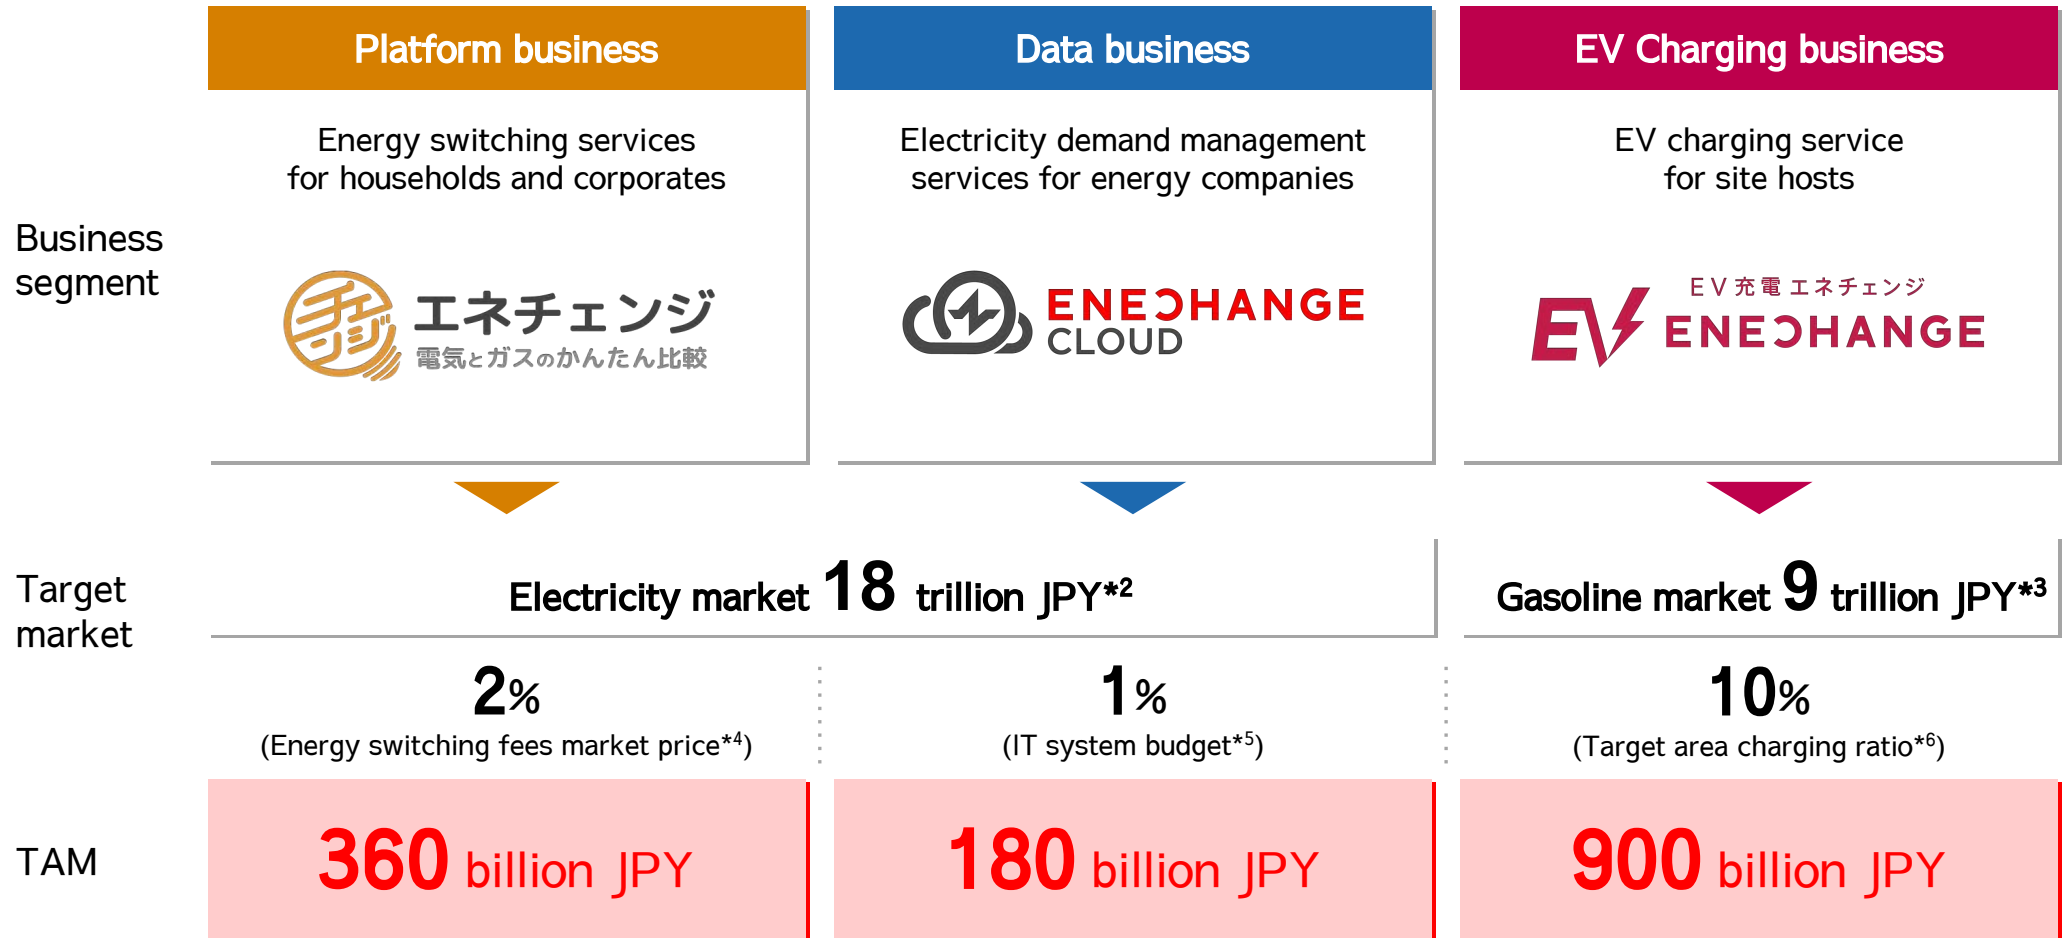 Platform business
Data business
EV Charging business
Business
segment
Energy switching services
for households and corporates
チェンジ
エネチェンジ
電気とガスのかんたん比較
Electricity demand management
services for energy companies
ENECHANGE
CLOUD
EV charging service
for site hosts
EV充電エネチェンジ
EV ENECHANGE
Target
market
Electricity market 18 trillion JPY*2
Gasoline market 9 trillion JPY*3
2%
(Energy switching fees market price*4)
1%
(IT system budget*5)
10%
(Target area charging ratio*6)
TAM
360 billion JPY
180 billion JPY
900 billion JPY